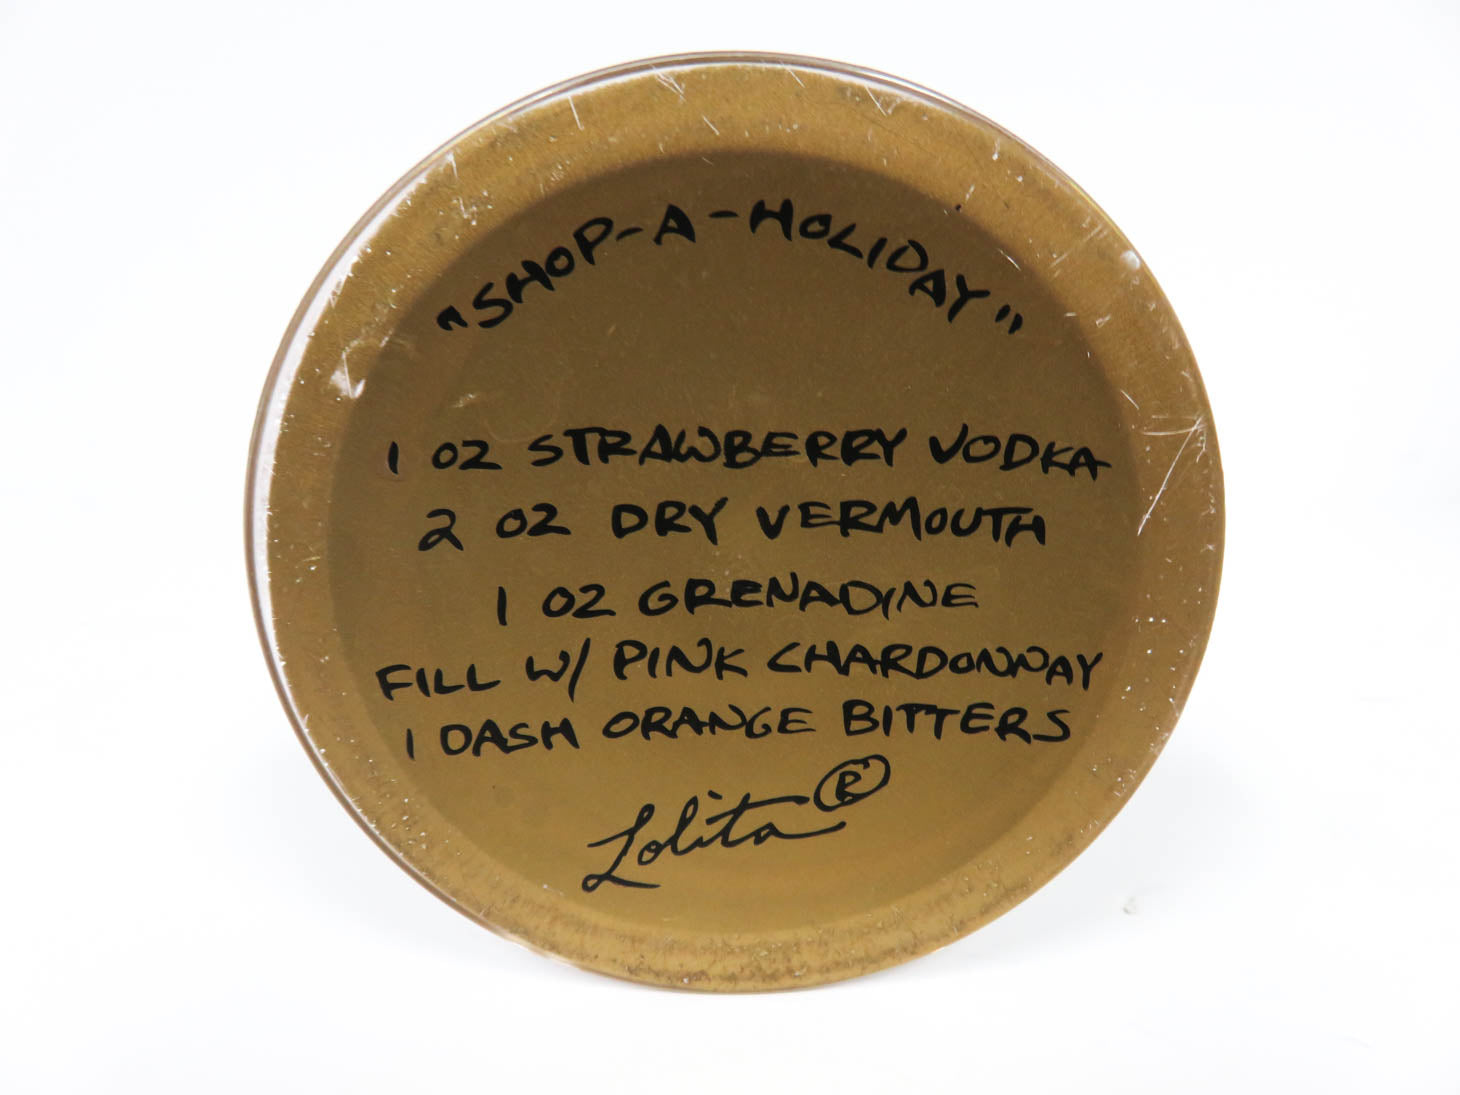 "SHOP-A-HOLIDAY"
1 OZ STRAWBERRY VODKA
2 OZ DRY VERMOUTH
1 OZ GRENADINE
FILL W/ PINK CHARDONNAY
1 DASH ORANGE BITTERS
Lolita®